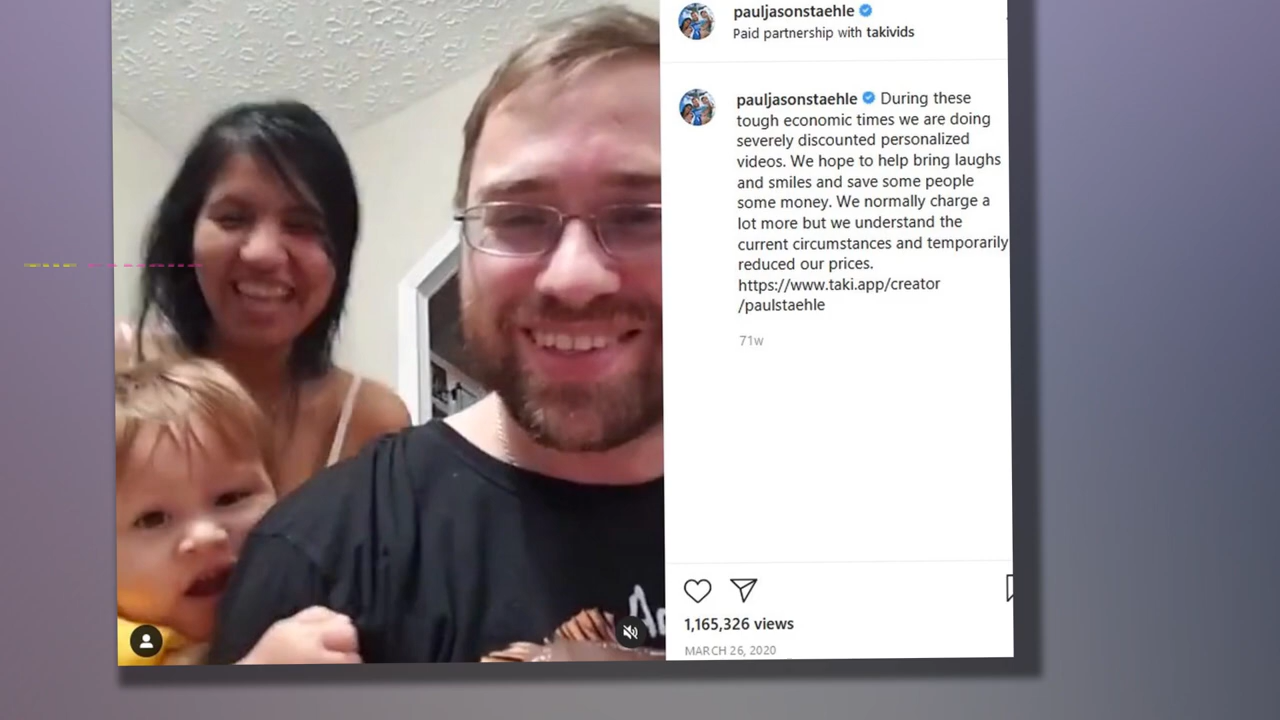 pauljasonstaehle
Paid partnership with takivids
pauljasonstaehle During these
tough economic times we are doing
severely discounted personalized
videos. We hope to help bring laughs
and smiles and save some people
some money. We normally charge a
lot more but we understand the
current circumstances and temporarily
reduced our prices.
https://www.taki.app/creator
/paulstaehle
71w
1,165,326 views
MARCH 26, 2020